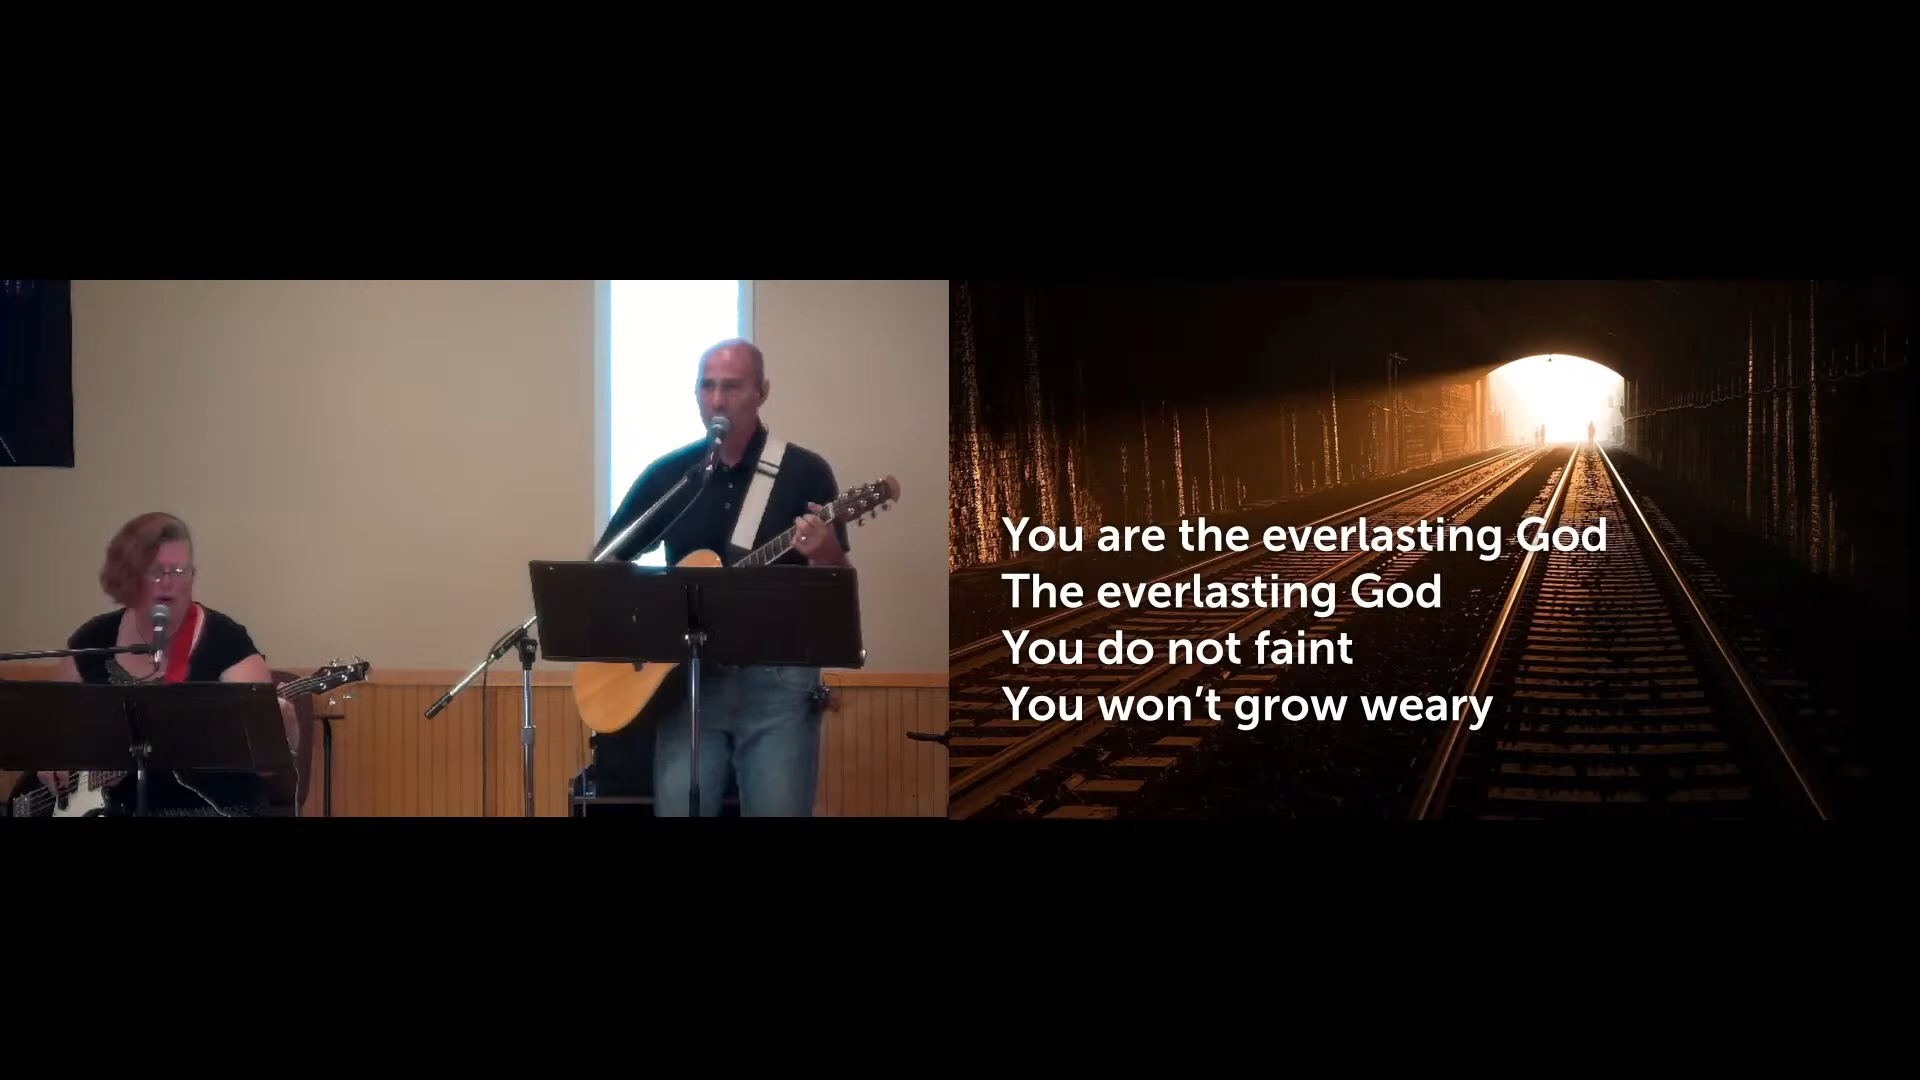 You are the everlasting God
The everlasting God
You do not faint
You won’t grow weary